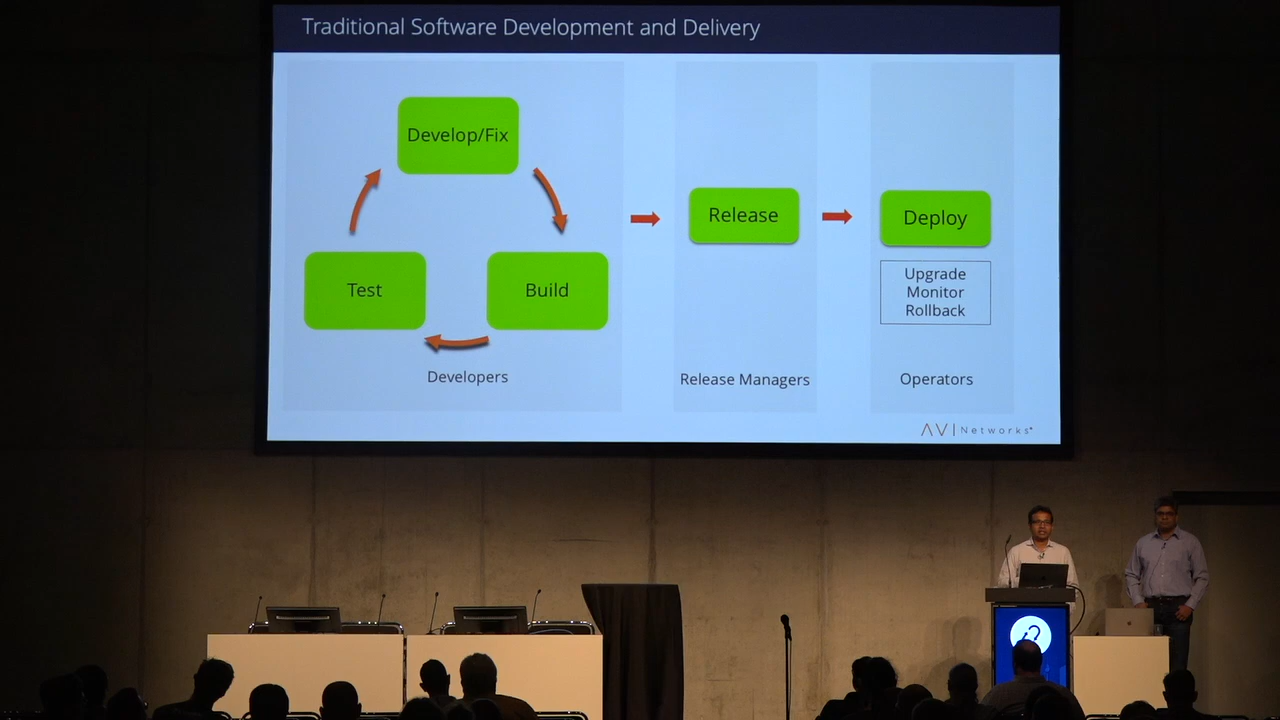 Traditional Software Development and Delivery
Develop/Fix
Test
Build
Developers
Release
Release Managers
Deploy
Upgrade
Monitor
Rollback
Operators
AVI Networks